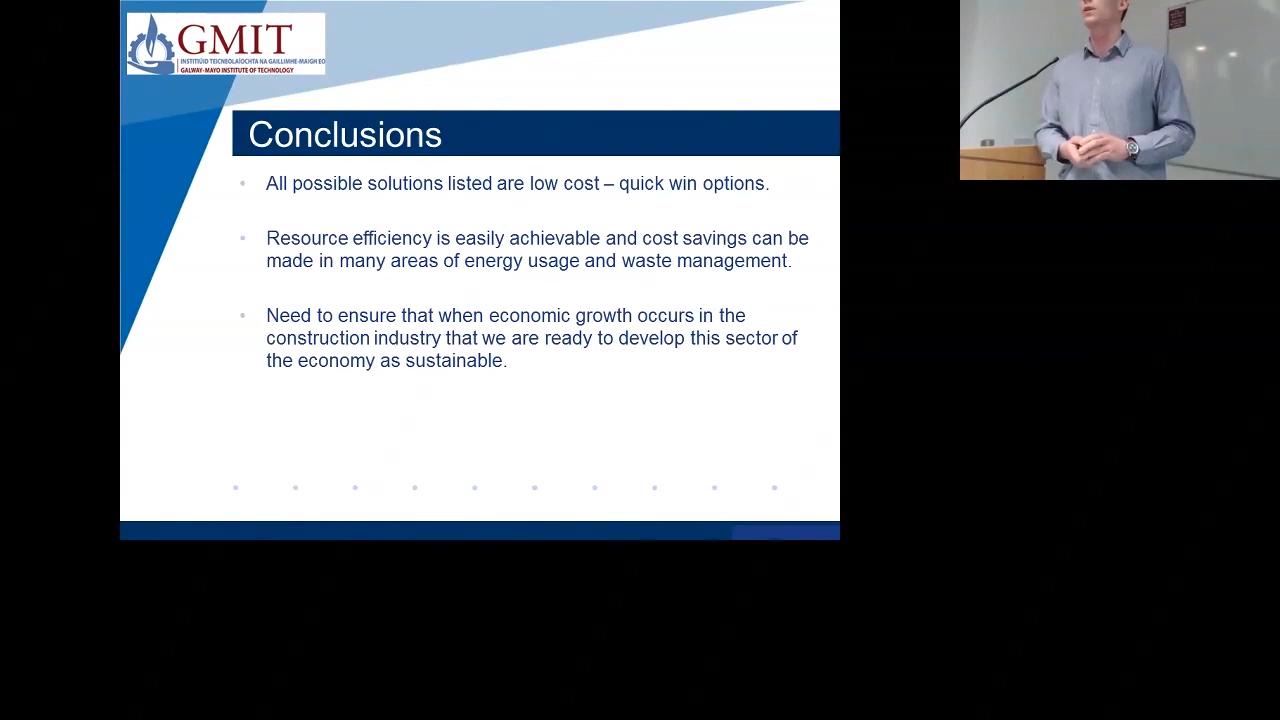 GMIT
INSTITIÚID TEICNEOLAÍOCHTA NA GAILLIMHE-MAIGH EO
GALWAY-MAYO INSTITUTE OF TECHNOLOGY
Conclusions
All possible solutions listed are low cost – quick win options.
Resource efficiency is easily achievable and cost savings can be
made in many areas of energy usage and waste management.
Need to ensure that when economic growth occurs in the
construction industry that we are ready to develop this sector of
the economy as sustainable.